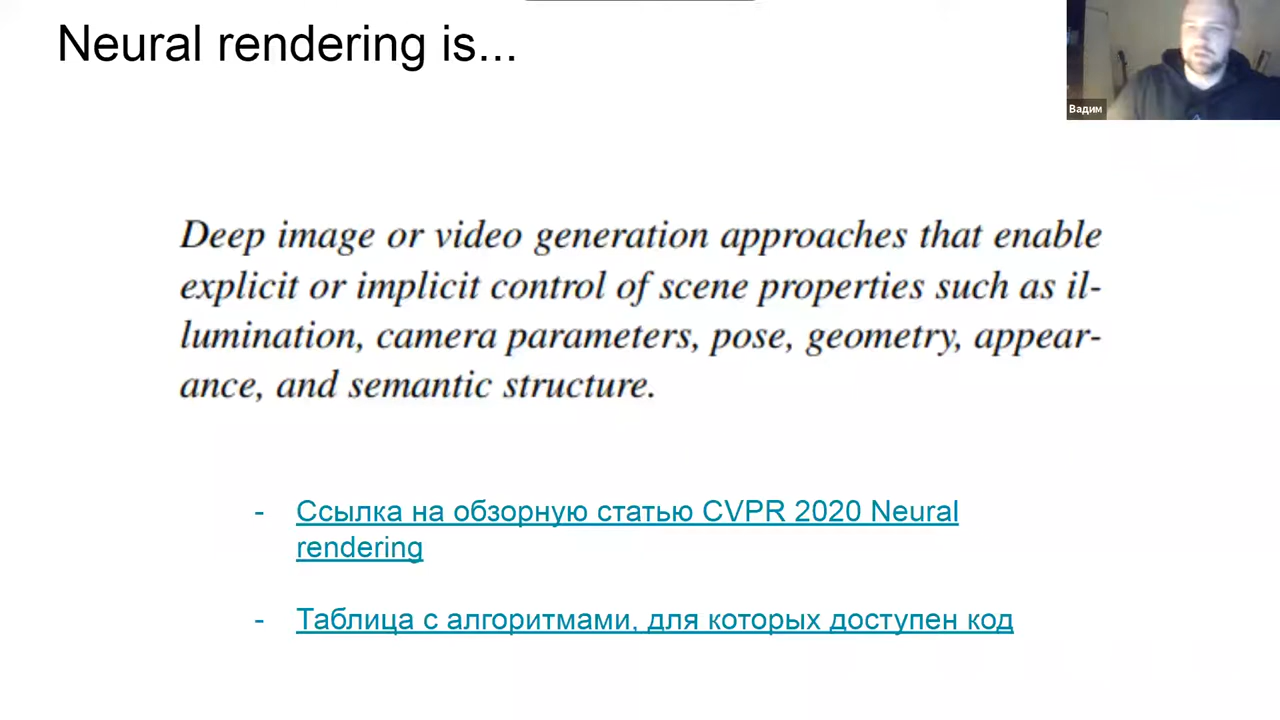 Neural rendering is...
Вадим
Deep image or video generation approaches that enable
explicit or implicit control of scene properties such as il-
lumination, camera parameters, pose, geometry, appear-
ance, and semantic structure.
- Ссылка на обзорную статью CVPR 2020 Neural
rendering
- Таблица с алгоритмами, для которых доступен код